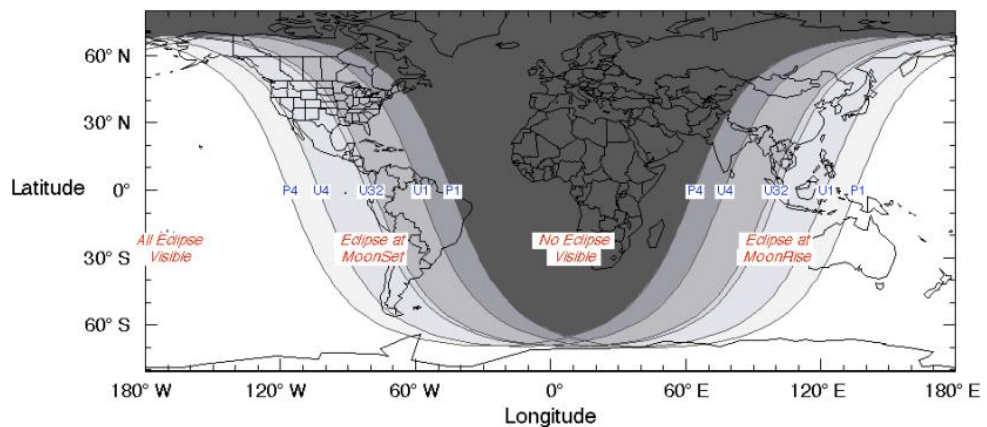 60° N
30° N
Latitude
0°
30° S
60° S
P4 U4 U32 U1 P1 P4 U4 U32 U1 P1
All Eclipse
Visible
Eclipse at
MoonSet
No Eclipse
Visible
Eclipse at
MoonRise
180° W 120° W 60° W 0° 60° E 120° E 180° E
Longitude